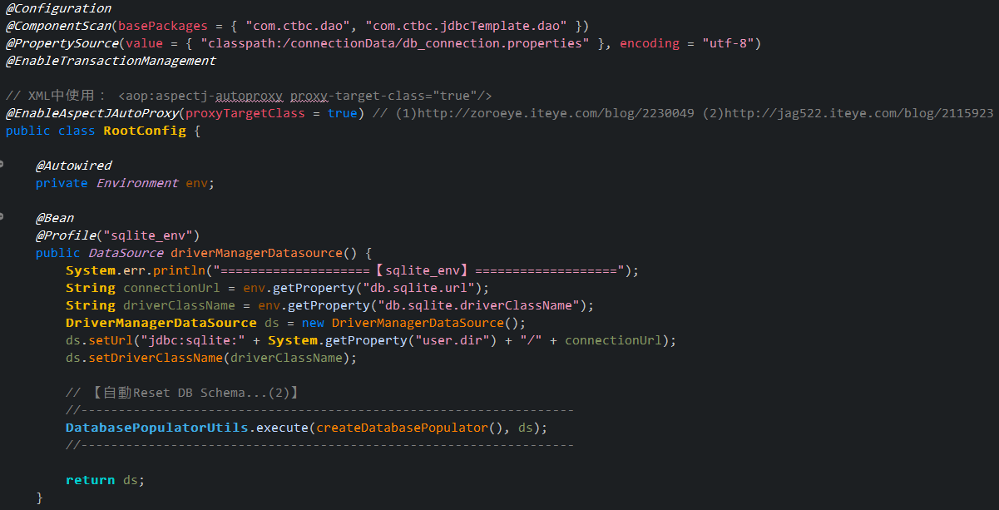 @Configuration
@ComponentScan(basePackages = { "com.ctbc.dao", "com.ctbc.jdbcTemplate.dao" })
@PropertySource(value = { "classpath:/connectionData/db_connection.properties" }, encoding = "utf-8")
@EnableTransactionManagement
// XML中使用： <aop:aspectj-autoproxy proxy-target-class="true"/>
@EnableAspectJAutoProxy(proxyTargetClass = true) // (1)http://zoroeye.iteye.com/blog/2230049 (2)http://jag522.iteye.com/blog/2115923
public class RootConfig {
@Autowired
private Environment env;
@Bean
@Profile("sqlite_env")
public DataSource driverManagerDatasource() {
System.err.println("====================【sqlite_env】===================");
String connectionUrl = env.getProperty("db.sqlite.url");
String driverClassName = env.getProperty("db.sqlite.driverClassName");
DriverManagerDataSource ds = new DriverManagerDataSource();
ds.setUrl("jdbc:sqlite:" + System.getProperty("user.dir") + "/" + connectionUrl);
ds.setDriverClassName(driverClassName);
// 【自動Reset DB Schema...(2)】
//------------------------------------------------------------------
DatabasePopulatorUtils.execute(createDatabasePopulator(), ds);
//------------------------------------------------------------------
return ds;
}